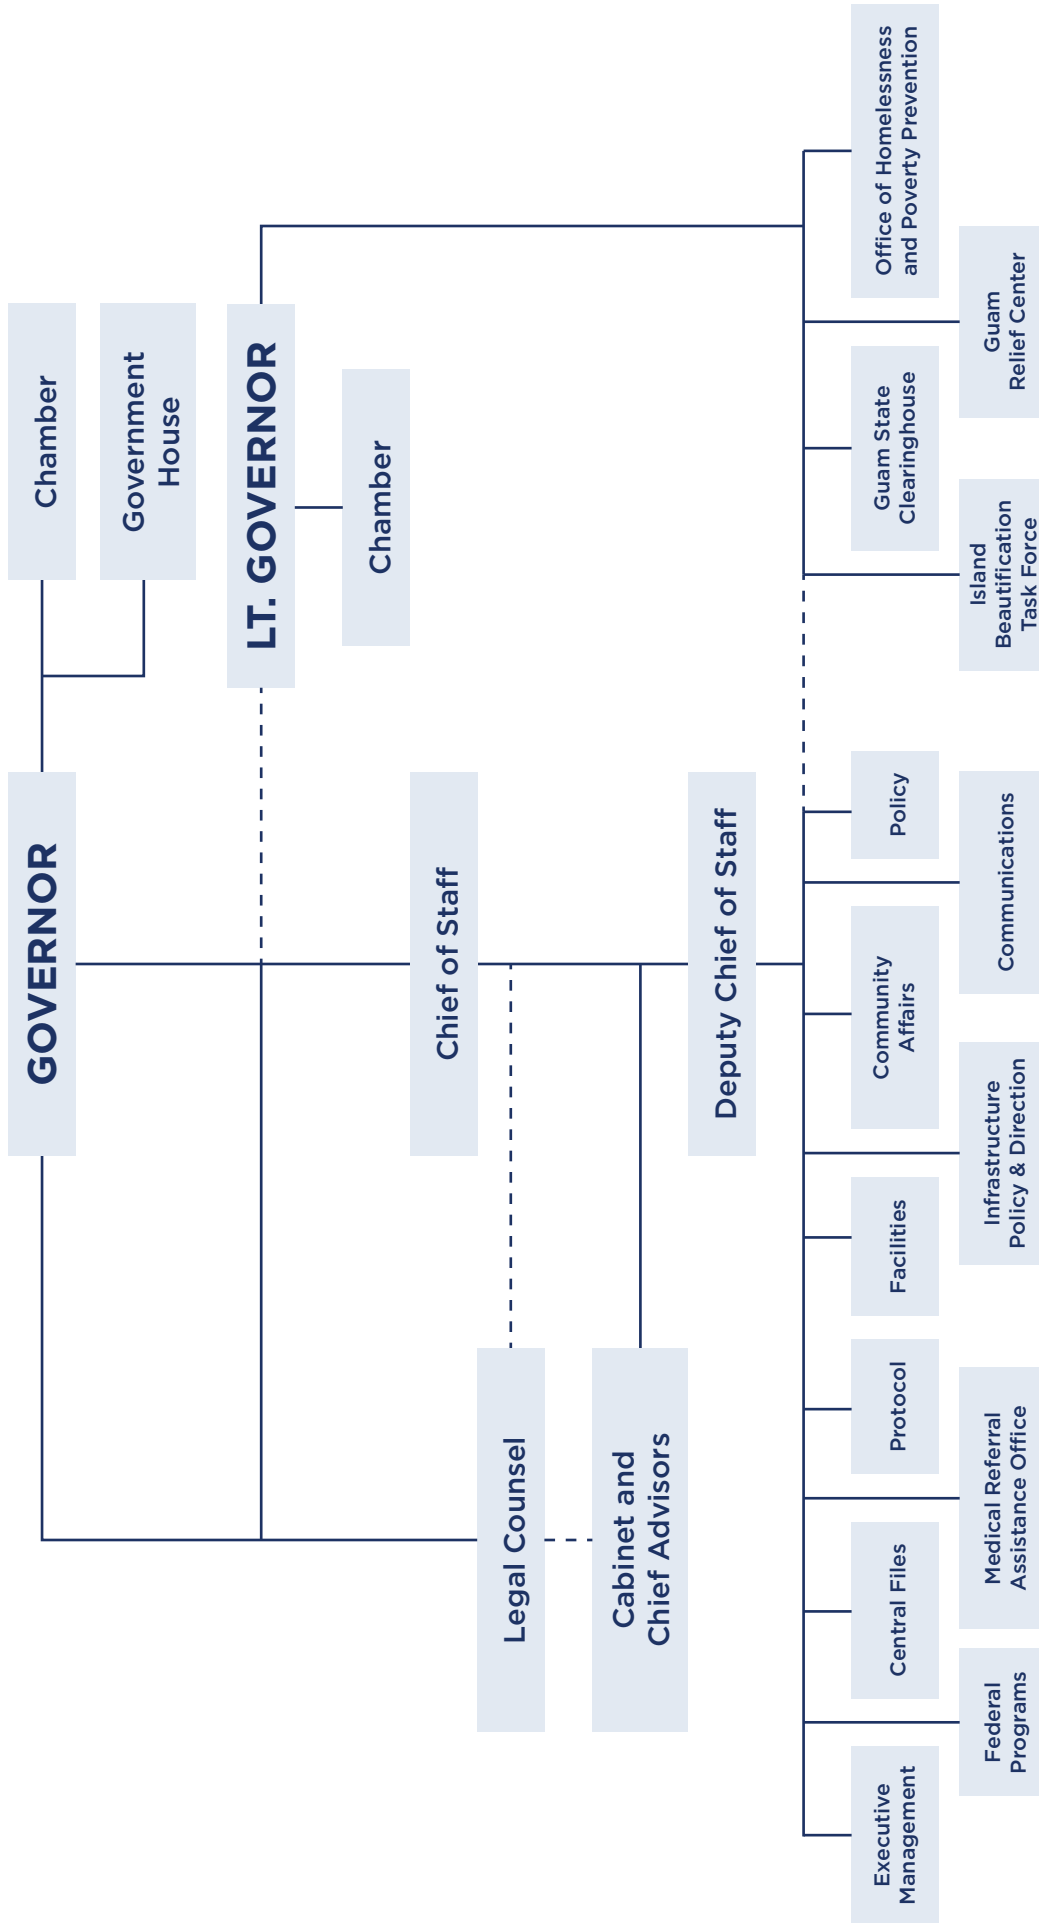 GOVERNOR
Chamber
Government
House
LT. GOVERNOR
Chamber
Chief of Staff
Legal Counsel
Cabinet and
Chief Advisors
Deputy Chief of Staff
Executive
Management
Central Files
Protocol
Facilities
Community
Affairs
Policy
Guam State
Clearinghouse
Office of Homelessness
and Poverty Prevention
Federal
Programs
Medical Referral
Assistance Office
Infrastructure
Policy & Direction
Communications
Island
Beautification
Task Force
Guam
Relief Center